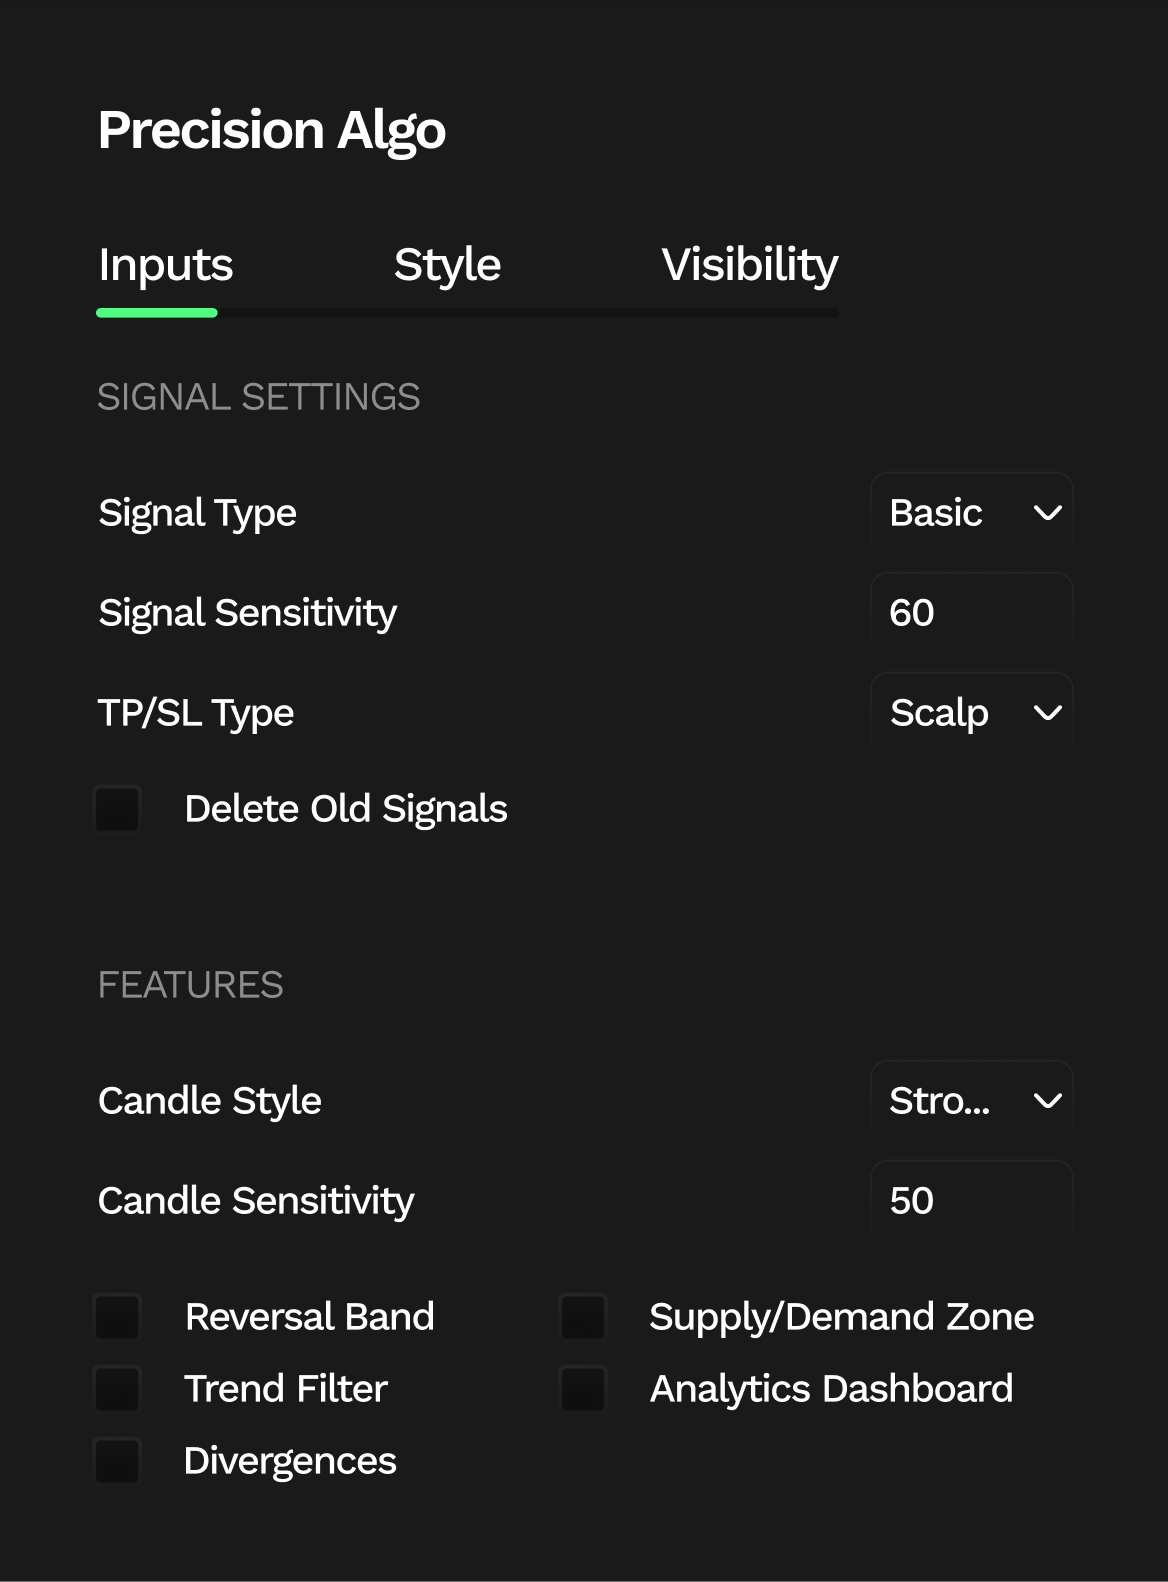 Precision Algo
Inputs Style Visibility
SIGNAL SETTINGS
Signal Type Basic
Signal Sensitivity 60
TP/SL Type Scalp
Delete Old Signals
FEATURES
Candle Style Stro...
Candle Sensitivity 50
Reversal Band Supply/Demand Zone
Trend Filter Analytics Dashboard
Divergences